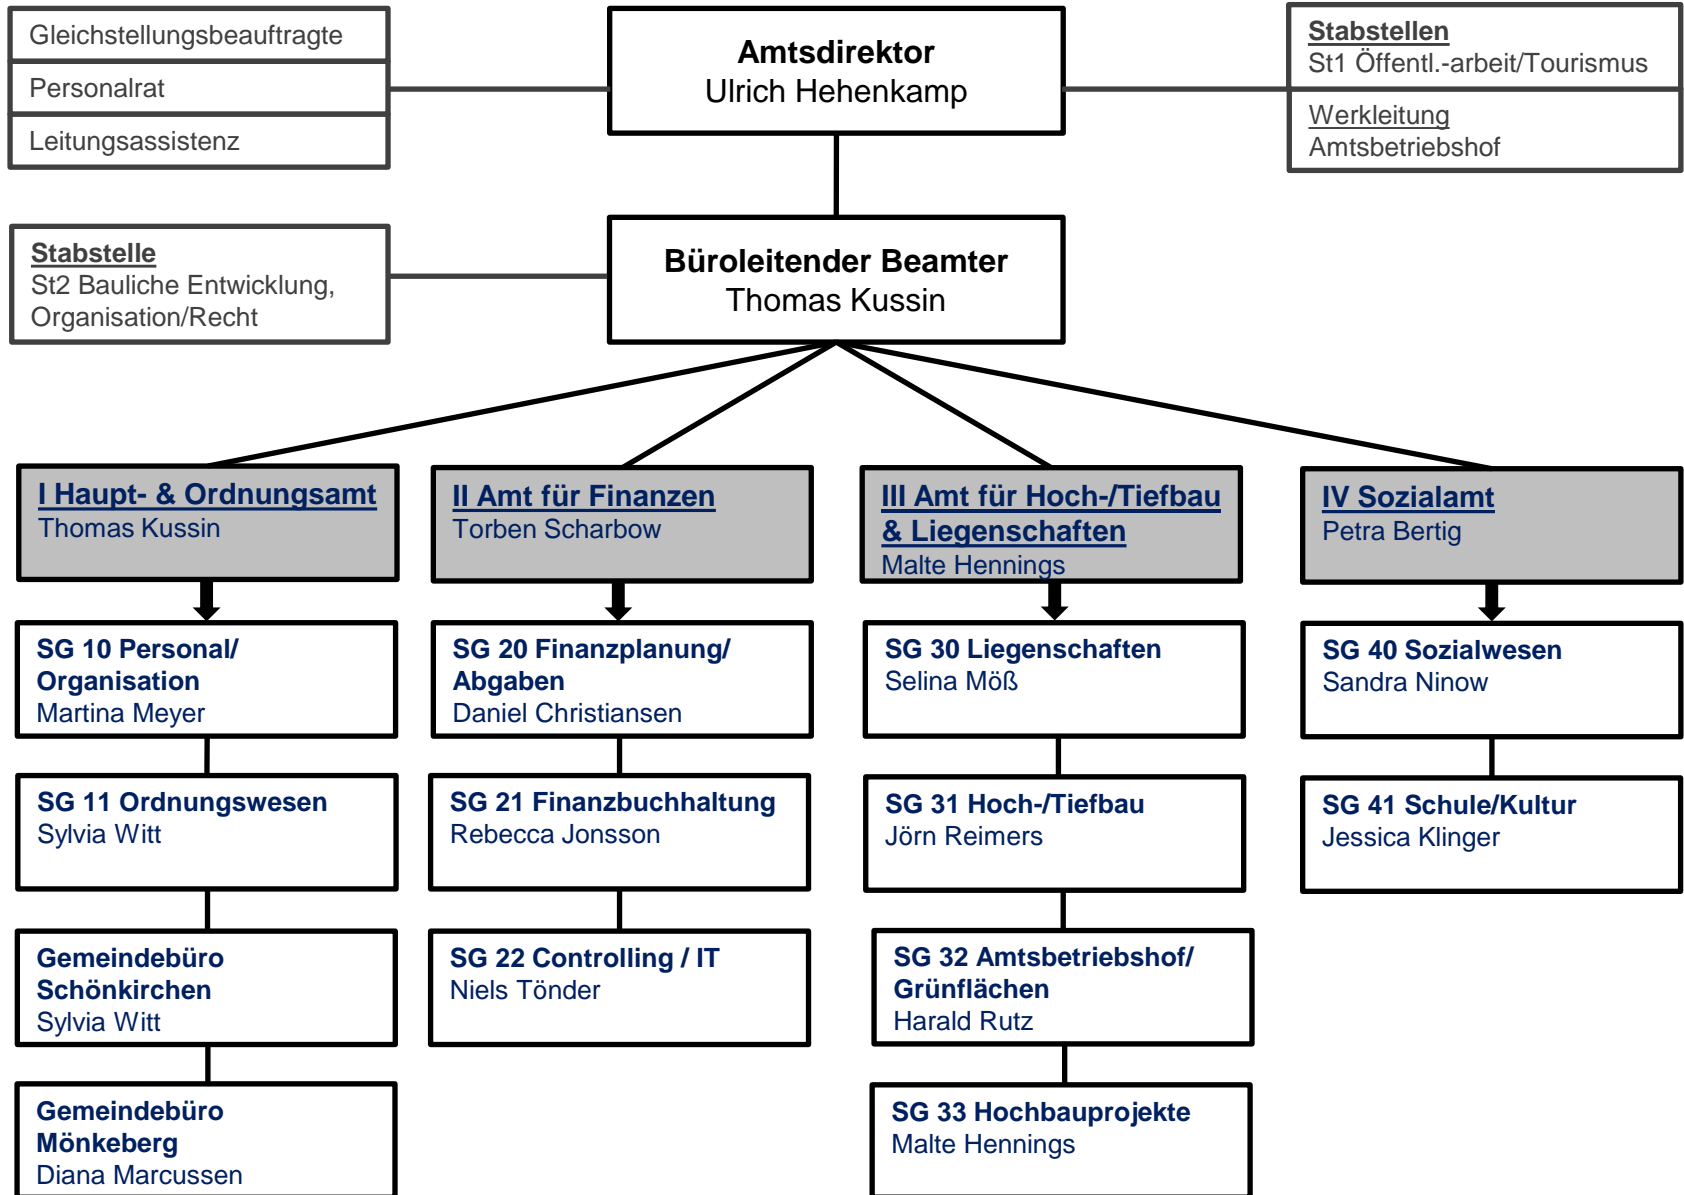 Gleichstellungsbeauftragte
Personalrat
Leitungsassistenz
Amtsdirektor
Ulrich Hehenkamp
Stabstellen
St1 Öffentl.-arbeit/Tourismus
Werkleitung
Amtsbetriebshof
Stabstelle
St2 Bauliche Entwicklung,
Organisation/Recht
Büroleitender Beamter
Thomas Kussin
I Haupt- & Ordnungsamt
Thomas Kussin
SG 10 Personal/
Organisation
Martina Meyer
SG 11 Ordnungswesen
Sylvia Witt
Gemeindebüro
Schönkirchen
Sylvia Witt
Gemeindebüro
Mönkeberg
Diana Marcussen
II Amt für Finanzen
Torben Scharbow
SG 20 Finanzplanung/
Abgaben
Daniel Christiansen
SG 21 Finanzbuchhaltung
Rebecca Jonsson
SG 22 Controlling / IT
Niels Tönder
III Amt für Hoch-/Tiefbau
& Liegenschaften
Malte Hennings
SG 30 Liegenschaften
Selina Möß
SG 31 Hoch-/Tiefbau
Jörn Reimers
SG 32 Amtsbetriebshof/
Grünflächen
Harald Rutz
SG 33 Hochbauprojekte
Malte Hennings
IV Sozialamt
Petra Bertig
SG 40 Sozialwesen
Sandra Ninow
SG 41 Schule/Kultur
Jessica Klinger